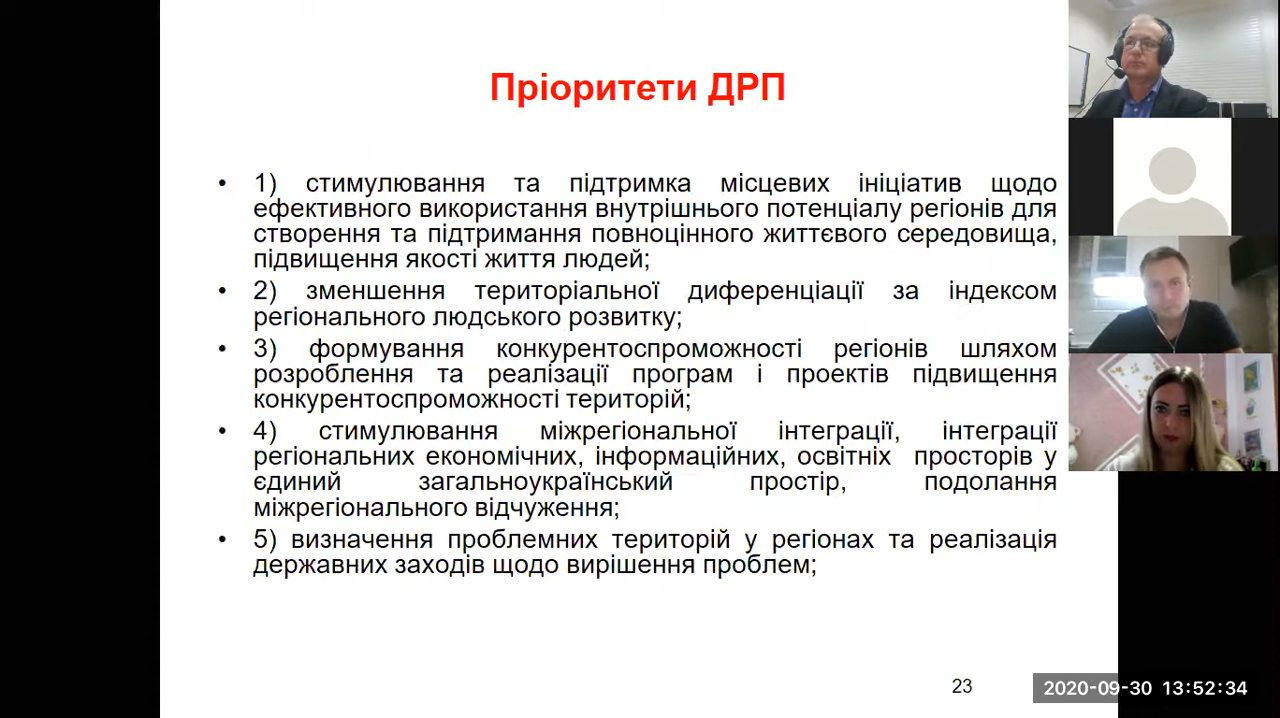 Пріоритети ДРП
• 1) стимулювання та підтримка місцевих ініціатив щодо
ефективного використання внутрішнього потенціалу регіонів для
створення та підтримання повноцінного життєвого середовища,
підвищення якості життя людей;
• 2) зменшення територіальної диференціації за індексом
регіонального людського розвитку;
• 3) формування конкурентоспроможності регіонів шляхом
розроблення та реалізації програм і проектів підвищення
конкурентоспроможності територій;
• 4) стимулювання міжрегіональної інтеграції, інтеграції
регіональних економічних, інформаційних, освітніх просторів у
єдиний загальноукраїнський простір, подолання
міжрегіонального відчуження;
• 5) визначення проблемних територій у регіонах та реалізація
державних заходів щодо вирішення проблем;
23
2020-09-30 13:52:34